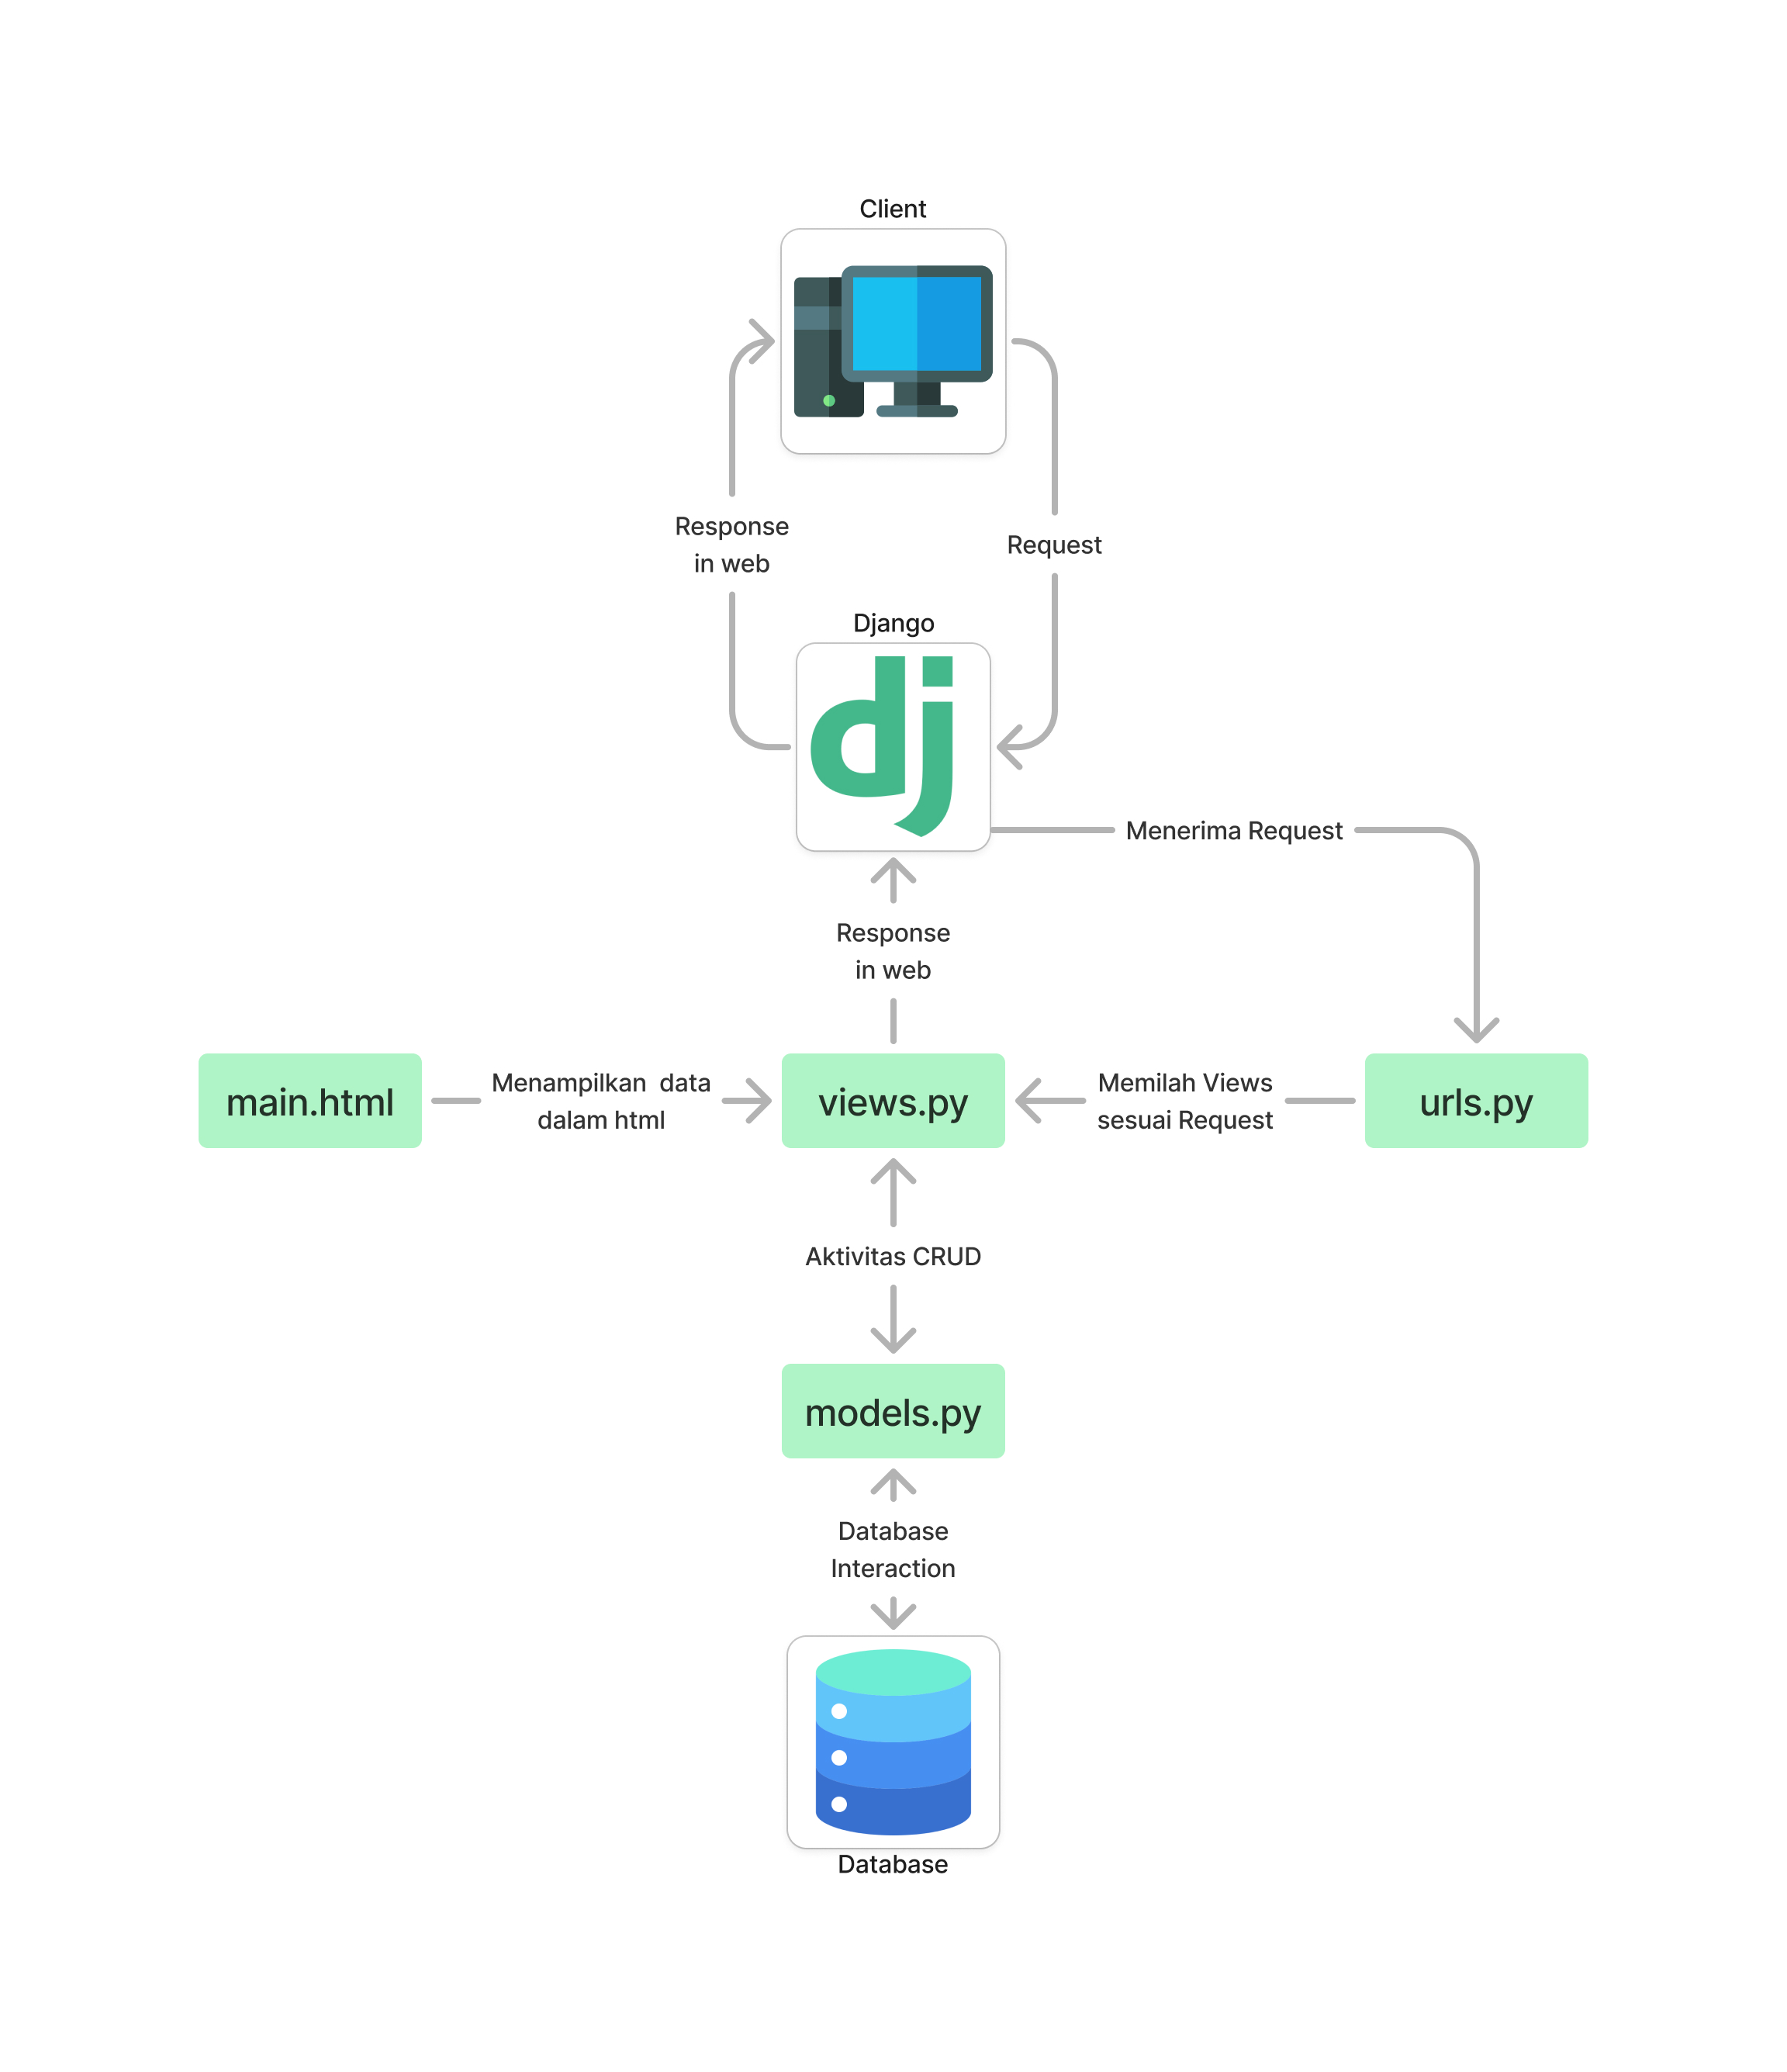 Client
Response
in web
Request
Django
dj
Menerima Request
Response
in web
main.html
Menampilkan  data
dalam html
views.py
Memilah Views
sesuai Request
urls.py
Aktivitas CRUD
models.py
Database
Interaction
Database